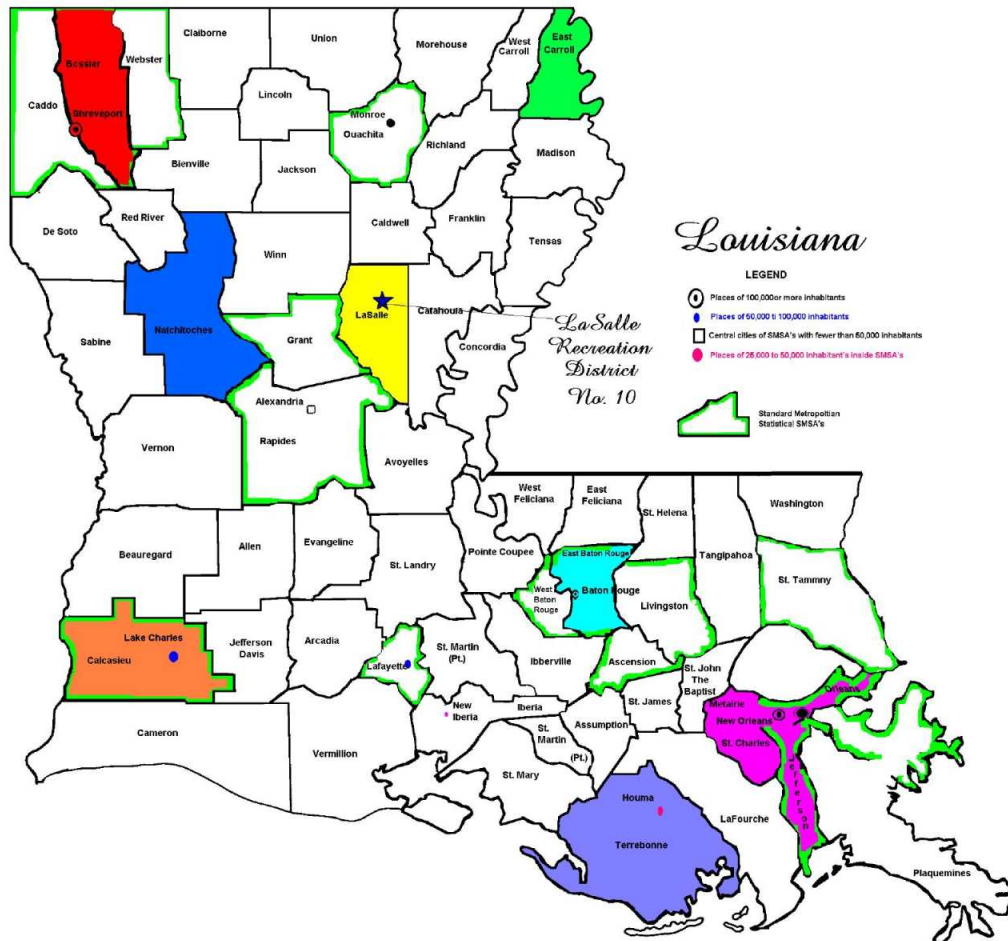 Claiborne
Union
Morehouse
West
Carroll
East
Carroll
Bossier
Webster
Caddo
Shreveport
Lincoln
Monroe
Ouachita
Richland
Madison
Bienville
Jackson
Red River
De Soto
Caldwell
Franklin
Tensas
Winn
Natchitoches
Sabine
LaSalle
Catahoula
Concordia
Grant
LaSalle
Recreation
District
No. 10
Louisiana
LEGEND
Places of 100,000or more inhabitants
Places of 50,000 ti 100,000 inhabitants
Central cities of SMSA's with fewer than 50,000 inhabitants
Places of 25,000 to 50,000 inhabitant's inside SMSA's
Standard Metropoltian
Statistical SMSA's
Alexandria
Rapides
Vernon
Avoyelles
West
Feliciana
East
Feliciana
St. Helena
Washington
Beauregard
Allen
Evangeline
St. Landry
Pointe Coupee
East Baton Rouge
Baton Rouge
West
Baton
Rouge
Livingston
Tangipahoa
St. Tammny
Lake Charles
Calcasieu
Jefferson
Davis
Arcadia
Lafayette
St. Martin
(Pt.)
Ibberville
Ascension
St. John
The
Baptist
Cameron
Vermillion
New
Iberia
Iberia
St.
Martin
(Pt.)
St. Mary
Assumption
St. James
Metairie
New Orleans
St. Charles
Orleans
Jefferson
Houma
Terrebonne
LaFourche
Plaquemines